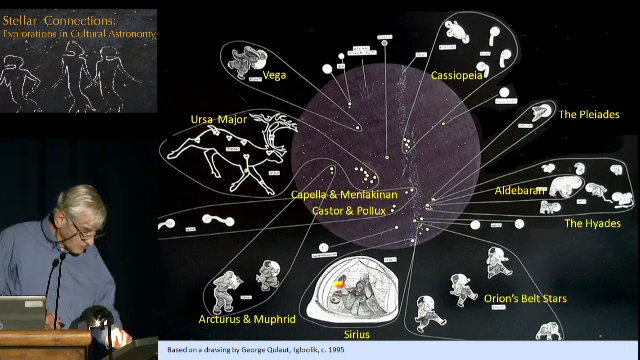 Stellar Connections:
Explorations in Cultural Astronomy
Vega
Cassiopeia
Ursa Major
The Pleiades
Capella & Menlakinan
Castor & Pollux
Aldebaran
The Hyades
Arcturus & Muphrid
Sirius
Orion's Belt Stars
Based on a drawing by George Qulaut, Igloolik, c. 1995